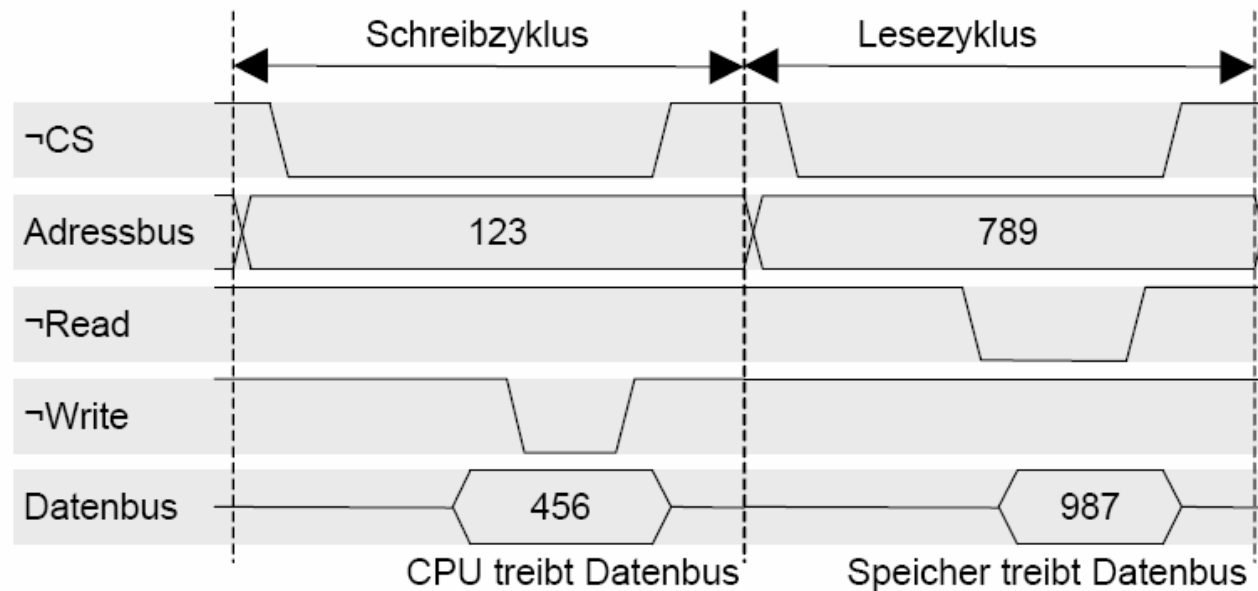 Schreibzyklus Lesezyklus
¬CS
Adressbus 123 789
¬Read
¬Write
Datenbus 456 987
CPU treibt Datenbus Speicher treibt Datenbus